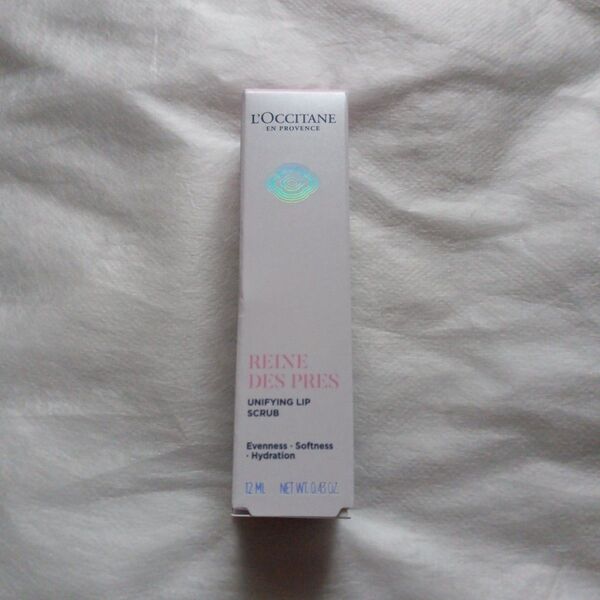 L'OCCITANE
EN PROVENCE
REINE
DES PRES
UNIFYING LIP
SCRUB
Evenness · Softness
· Hydration
12 ML NET WT. 0.43 OZ.